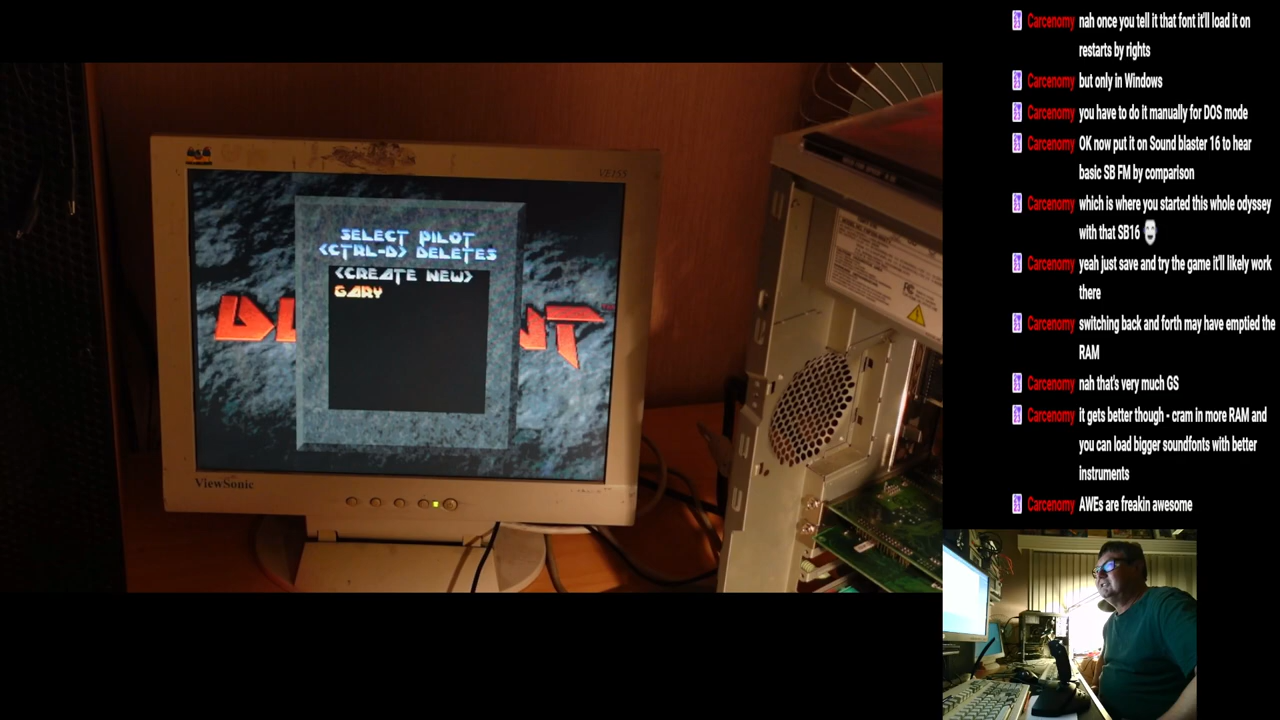 VE155
SELECT PILOT
<CTRL-D> DELETES
<CREATE NEW>
GARY
ViewSonic
FC
Carcenomy nah once you tell it that font it'll load it on
restarts by rights
Carcenomy but only in Windows
Carcenomy you have to do it manually for DOS mode
Carcenomy OK now put it on Sound blaster 16 to hear
basic SB FM by comparison
Carcenomy which is where you started this whole odyssey
with that SB16
Carcenomy yeah just save and try the game it'll likely work
there
Carcenomy switching back and forth may have emptied the
RAM
Carcenomy nah that's very much GS
Carcenomy it gets better though - cram in more RAM and
you can load bigger soundfonts with better
instruments
Carcenomy AWEs are freakin awesome